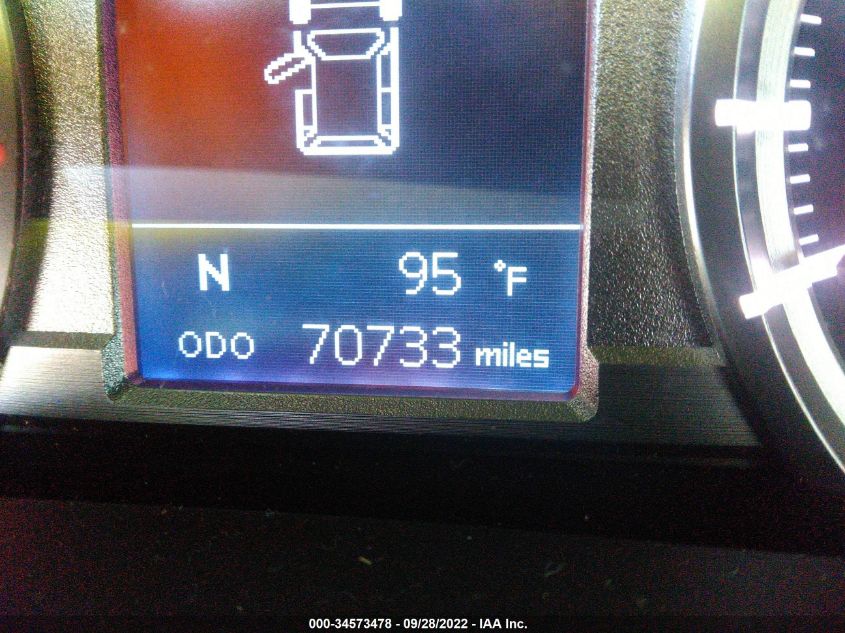 N 95 °F
ODO 70733 miles
000-34573478 - 09/28/2022 - IAA Inc.